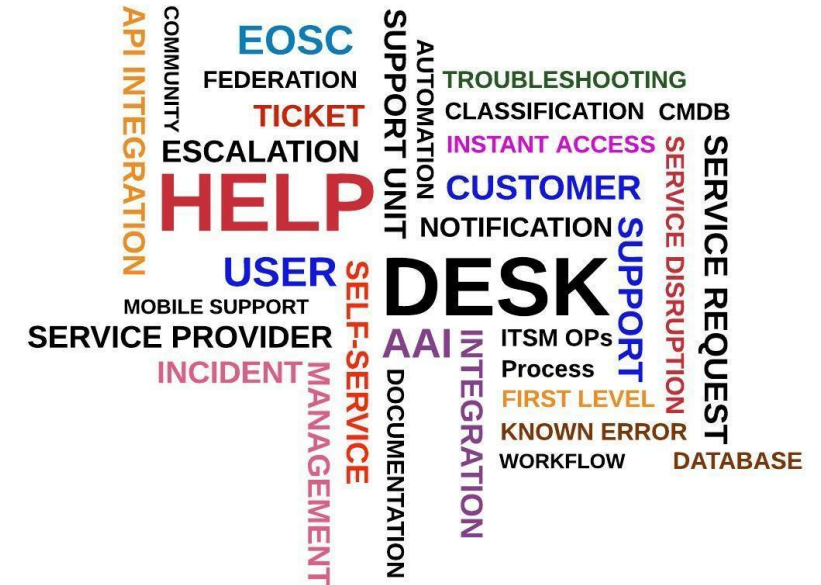 API INTEGRATION
COMMUNITY
EOSC
FEDERATION
TICKET
ESCALATION
HELP
SUPPORT UNIT
AUTOMATION
TROUBLESHOOTING
CLASSIFICATION CMDB
INSTANT ACCESS
CUSTOMER
NOTIFICATION
SERVICE DISRUPTION
SERVICE REQUEST
SUPPORT
USER
DESK
MOBILE SUPPORT
SERVICE PROVIDER
SELF-SERVICE
AAI
INTEGRATION
ITSM OPs
Process
INCIDENT
MANAGEMENT
DOCUMENTATION
FIRST LEVEL
KNOWN ERROR
WORKFLOW
DATABASE